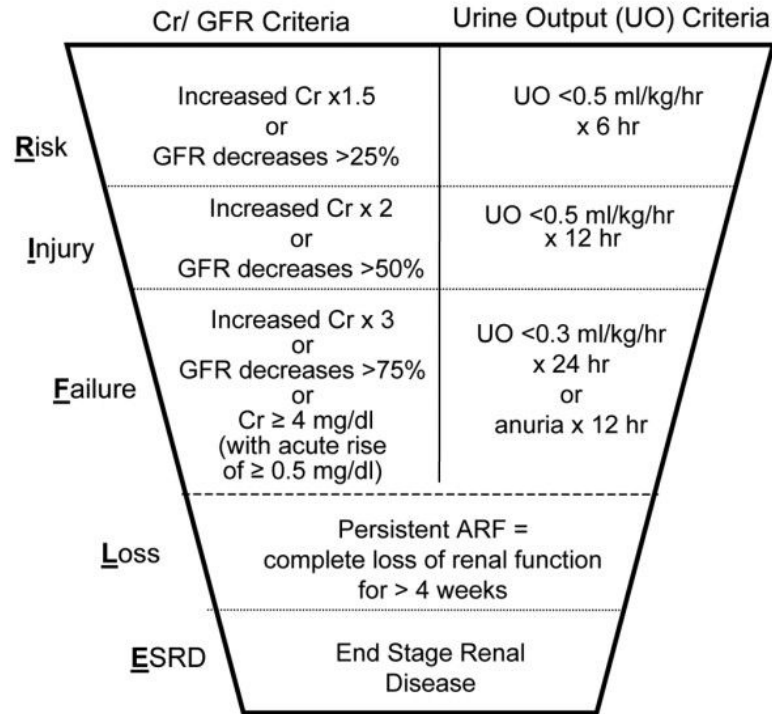 Cr/ GFR Criteria
Urine Output (UO) Criteria
Risk
Increased Cr x1.5
or
GFR decreases >25%
UO <0.5 ml/kg/hr
x 6 hr
Injury
Increased Cr x 2
or
GFR decreases >50%
UO <0.5 ml/kg/hr
x 12 hr
Failure
Increased Cr x 3
or
GFR decreases >75%
or
Cr ≥ 4 mg/dl
(with acute rise
of ≥ 0.5 mg/dl)
UO <0.3 ml/kg/hr
x 24 hr
or
anuria x 12 hr
Loss
Persistent ARF =
complete loss of renal function
for > 4 weeks
ESRD
End Stage Renal
Disease